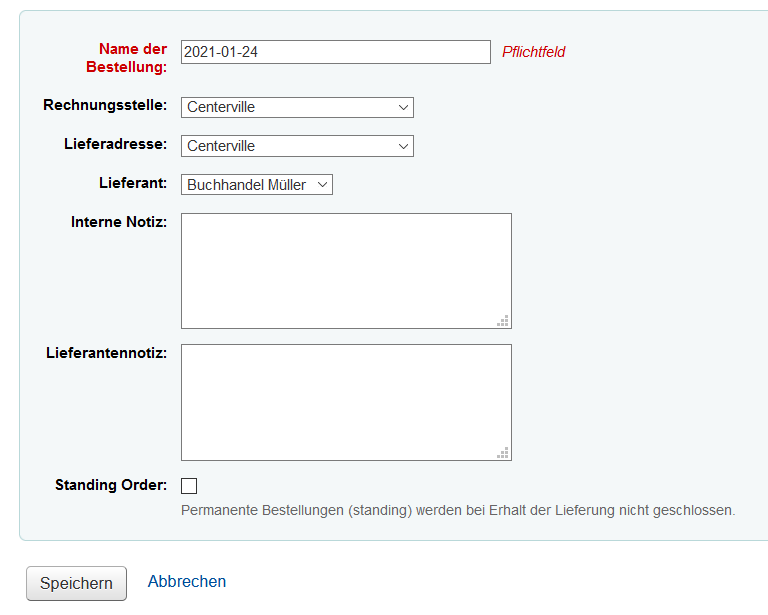 Name der
Bestellung:
2021-01-24
Pflichtfeld
Rechnungsstelle:
Centerville
Lieferadresse:
Centerville
Lieferant:
Buchhandel Müller
Interne Notiz:
Lieferantennotiz:
Standing Order:
Permanente Bestellungen (standing) werden bei Erhalt der Lieferung nicht geschlossen.
Speichern
Abbrechen